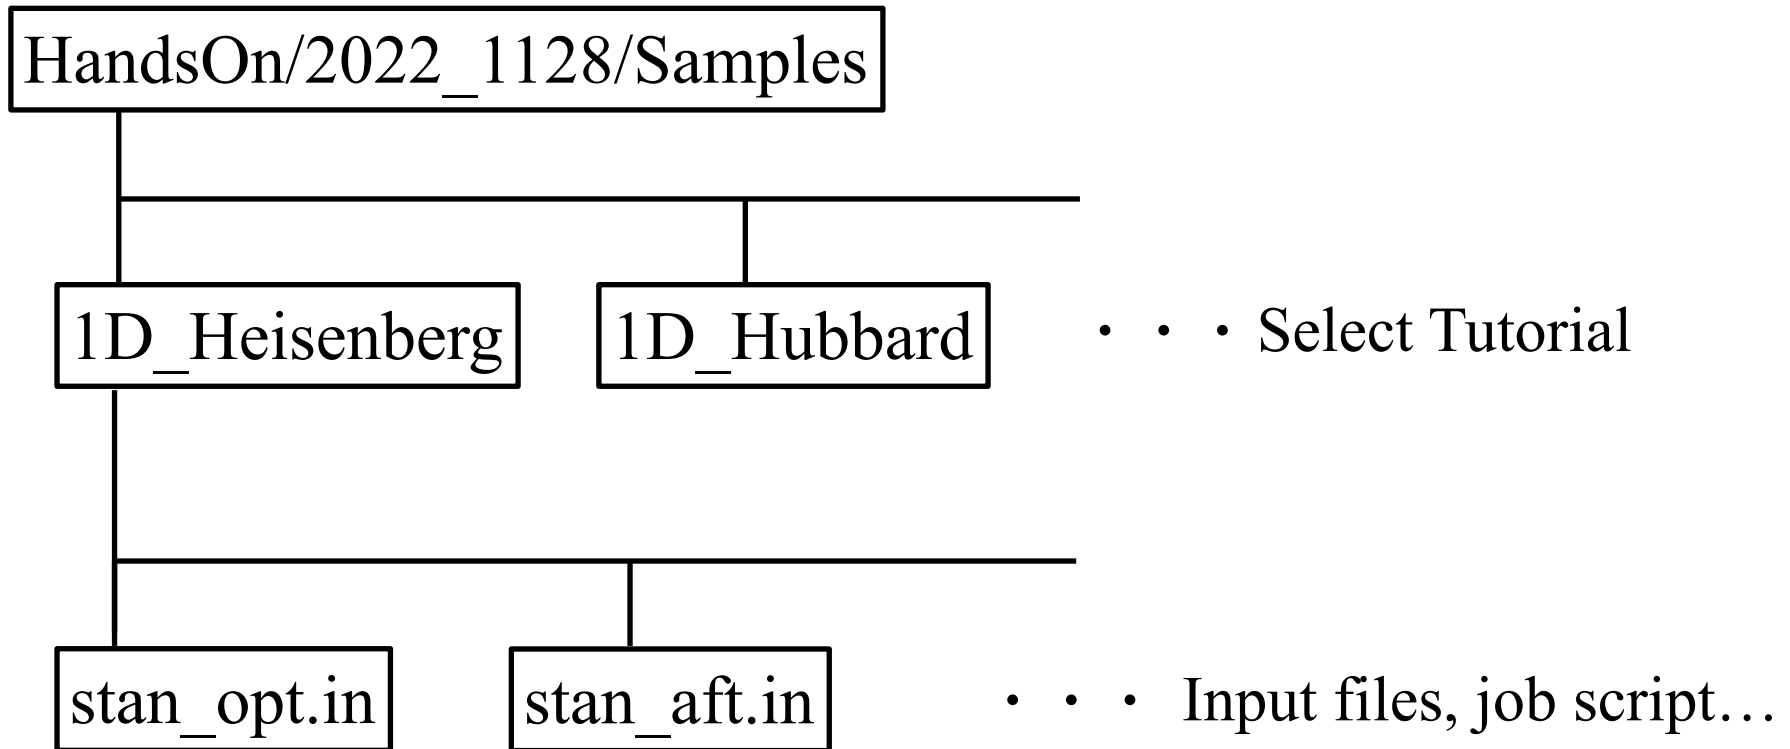 HandsOn/2022_1128/Samples
1D_Heisenberg
1D_Hubbard
・・・Select Tutorial
stan_opt.in
stan_aft.in
・・・ Input files, job script…